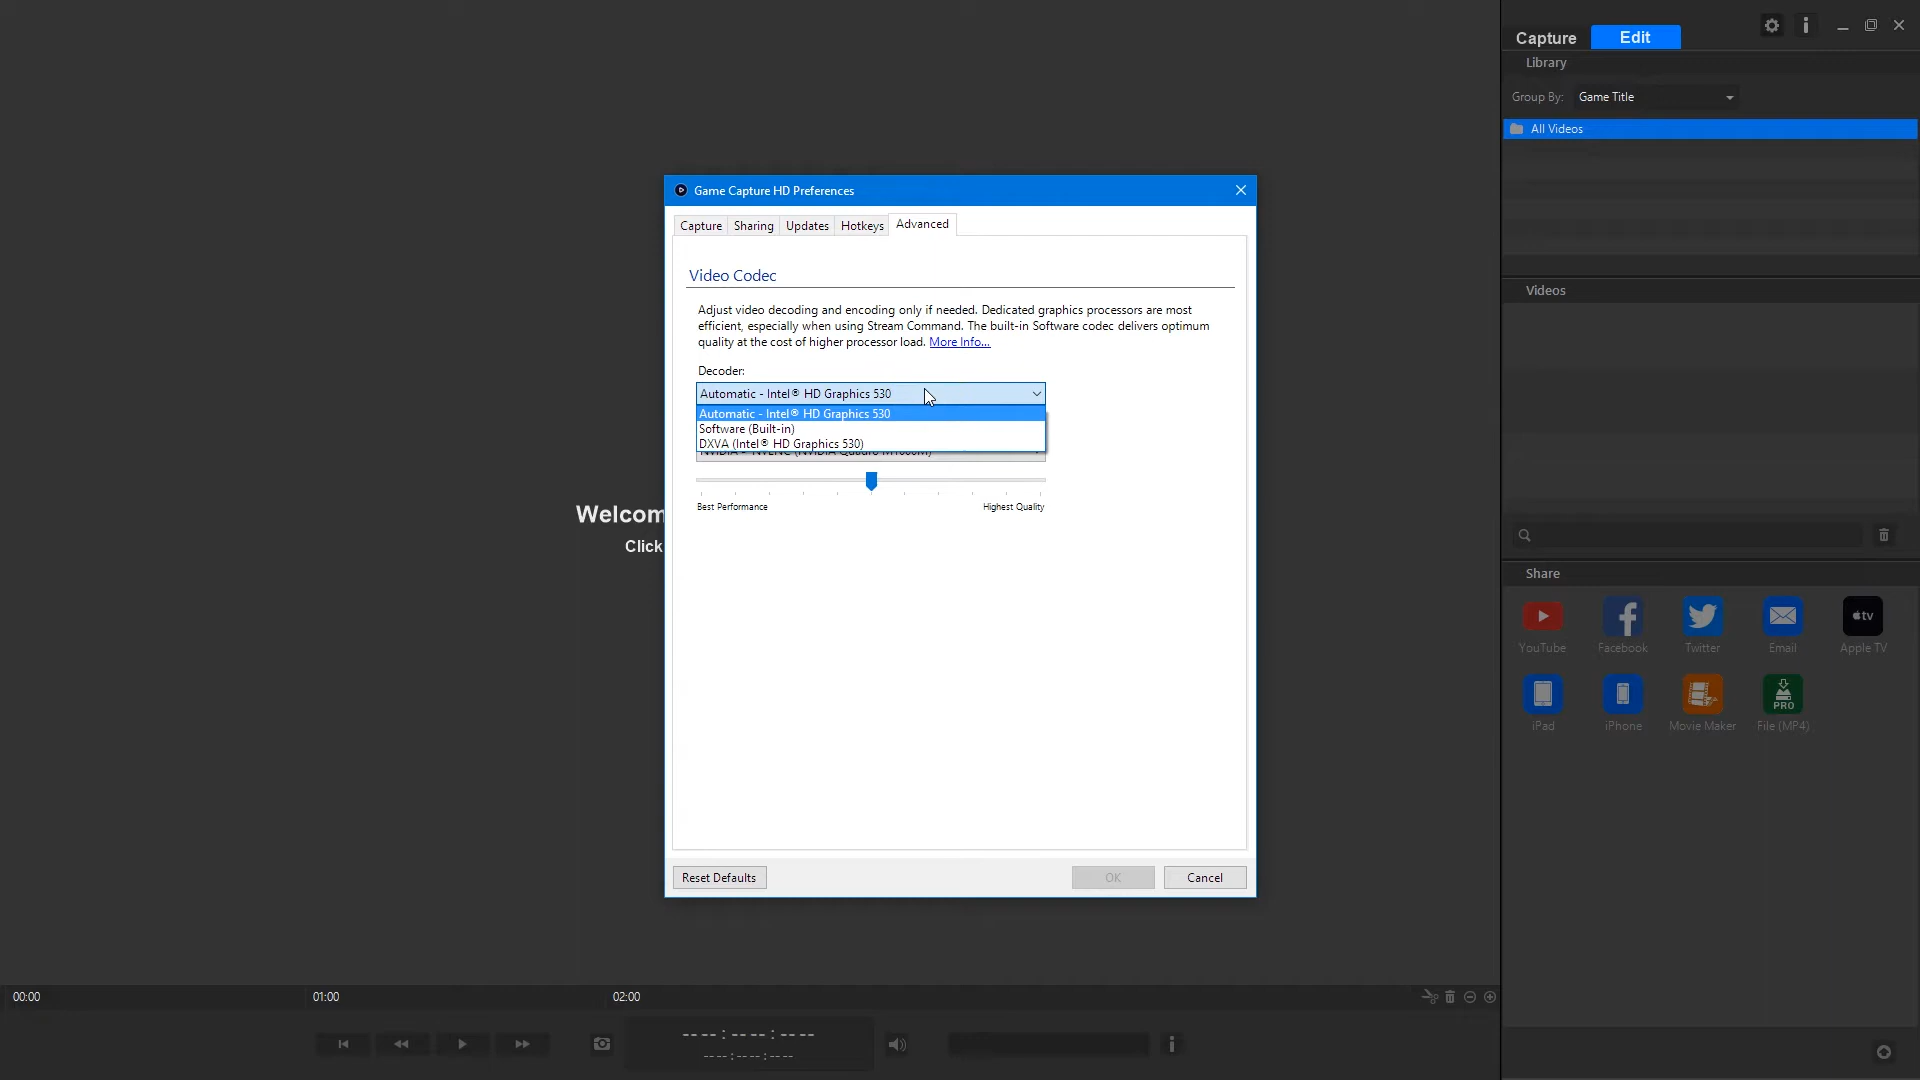 Capture Edit
Library
Group By: Game Title
All Videos
Game Capture HD Preferences
Capture Sharing Updates Hotkeys Advanced
Video Codec
Adjust video decoding and encoding only if needed. Dedicated graphics processors are most
efficient, especially when using Stream Command. The built-in Software codec delivers optimum
quality at the cost of higher processor load. More Info...
Decoder:
Automatic - Intel® HD Graphics 530
Automatic - Intel® HD Graphics 530
Software (Built-in)
DXVA (Intel® HD Graphics 530)
NVIDIA - NVENC (NVIDIA Quadro M1000M)
Best Performance Highest Quality
Welcom
Click
Reset Defaults OK Cancel
Videos
Share
tv
YouTube Facebook Twitter Email Apple TV
PRO
iPad iPhone Movie Maker File (MP4)
00:00 01:00 02:00
-- -- : -- -- : -- --
-- -- : -- -- : -- --